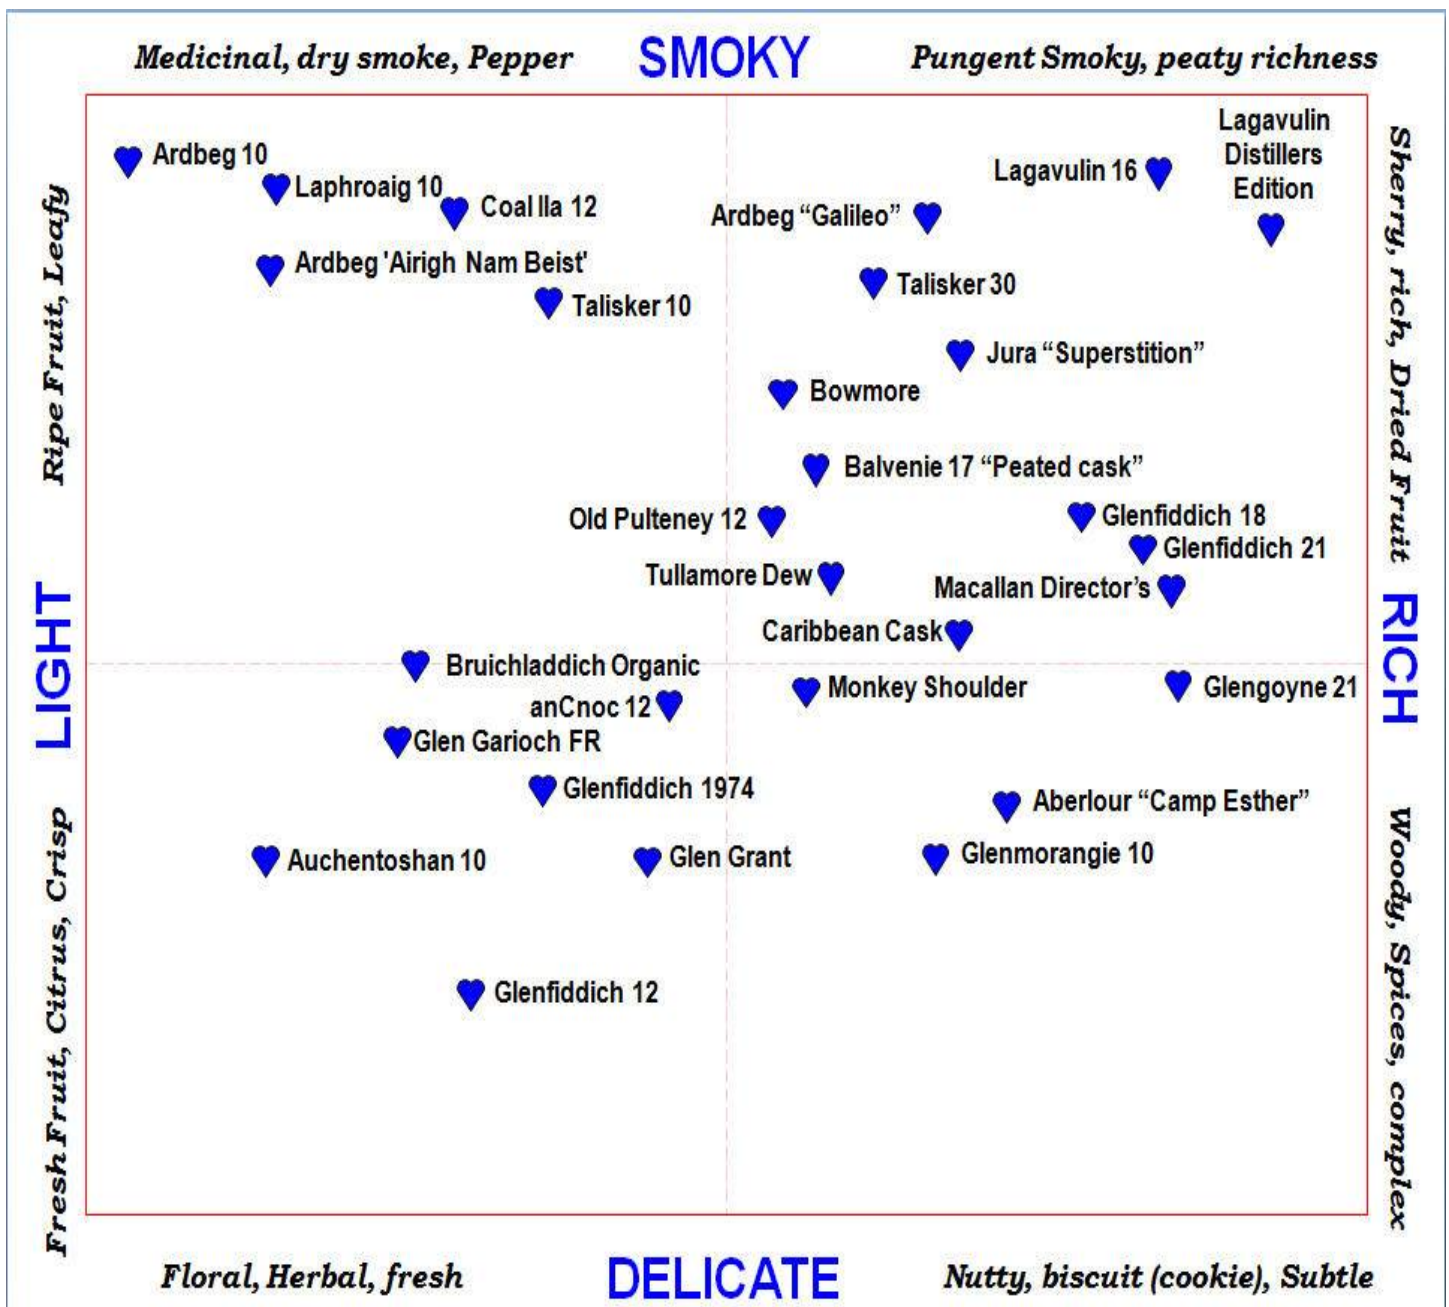 Medicinal, dry smoke, Pepper
SMOKY
Pungent Smoky, peaty richness
Ripe Fruit, Leafy
LIGHT
Fresh Fruit, Citrus, Crisp
Ardbeg 10
Laphroaig 10
Coal Ila 12
Ardbeg 'Airigh Nam Beist'
Talisker 10
Lagavulin 16
Lagavulin
Distillers
Edition
Ardbeg “Galileo”
Talisker 30
Jura “Superstition”
Bowmore
Balvenie 17 “Peated cask”
Old Pulteney 12
Glenfiddich 18
Glenfiddich 21
Tullamore Dew
Macallan Director’s
Caribbean Cask
Bruichladdich Organic
anCnoc 12
Monkey Shoulder
Glengoyne 21
Glen Garioch FR
Glenfiddich 1974
Aberlour “Camp Esther”
Auchentoshan 10
Glen Grant
Glenmorangie 10
Glenfiddich 12
Sherry, rich, Dried Fruit
RICH
Woody, Spices, complex
Floral, Herbal, fresh
DELICATE
Nutty, biscuit (cookie), Subtle